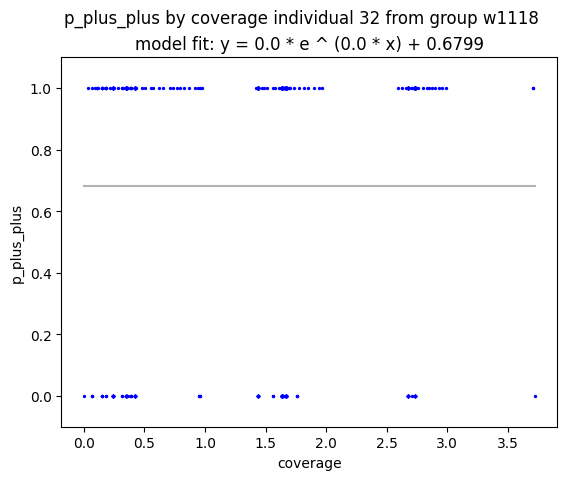 p_plus_plus by coverage individual 32 from group w1118
model fit: y = 0.0 * e ^ (0.0 * x) + 0.6799
1.0
0.8
0.6
0.4
0.2
0.0
p_plus_plus
0.0 0.5 1.0 1.5 2.0 2.5 3.0 3.5
coverage